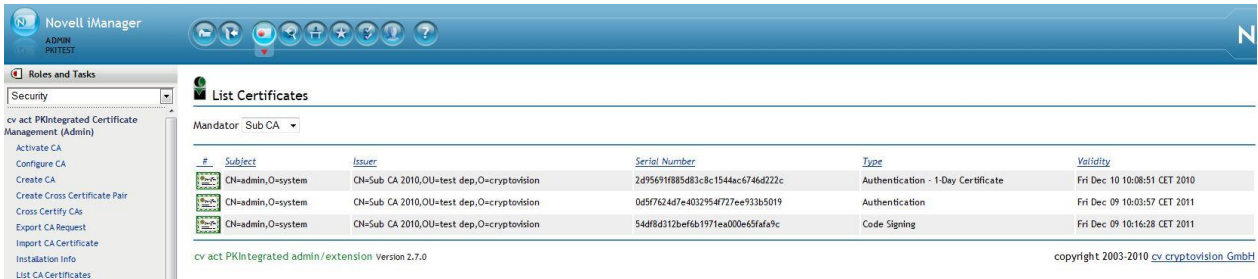 Novell iManager
ADMIN
PKITEST
N
Roles and Tasks
Security
cv act PKIntegrated Certificate
Management (Admin)
Activate CA
Configure CA
Create CA
Create Cross Certificate Pair
Cross Certify CAs
Export CA Request
Import CA Certificate
Installation Info
List CA Certificates
List Certificates
Mandator Sub CA
# Subject Issuer Serial Number Type Validity
CN=admin,O=system CN=Sub CA 2010,OU=test dep,O=cryptovision 2d95691f885d83c8c1544ac6746d222c Authentication - 1-Day Certificate Fri Dec 10 10:08:51 CET 2010
CN=admin,O=system CN=Sub CA 2010,OU=test dep,O=cryptovision 0d5f7624d7e4032954f727ee933b5019 Authentication Fri Dec 09 10:03:57 CET 2011
CN=admin,O=system CN=Sub CA 2010,OU=test dep,O=cryptovision 54df8d312bef6b1971ea000e65fafa9c Code Signing Fri Dec 09 10:16:28 CET 2011
cv act PKIntegrated admin/extension Version 2.7.0
copyright 2003-2010 cv cryptovision GmbH